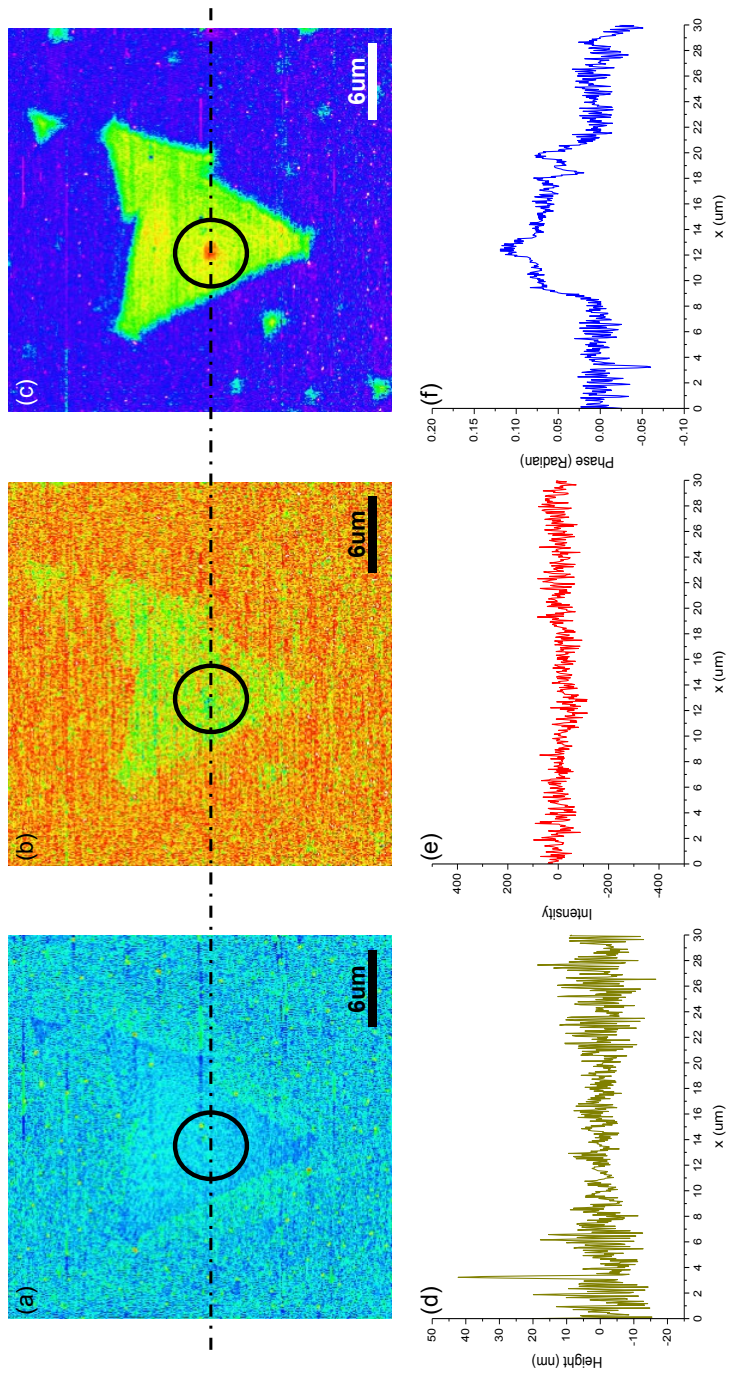 (a)
6um
(b)
6um
(c)
6um
(d)
Height (nm)
50
40
30
20
10
0
-10
-20
0 2 4 6 8 10 12 14 16 18 20 22 24 26 28 30
x (um)
(e)
Intensity
400
200
0
-200
-400
0 2 4 6 8 10 12 14 16 18 20 22 24 26 28 30
x (um)
(f)
Phase (Radian)
0.20
0.15
0.10
0.05
0.00
-0.05
-0.10
0 2 4 6 8 10 12 14 16 18 20 22 24 26 28 30
x (um)